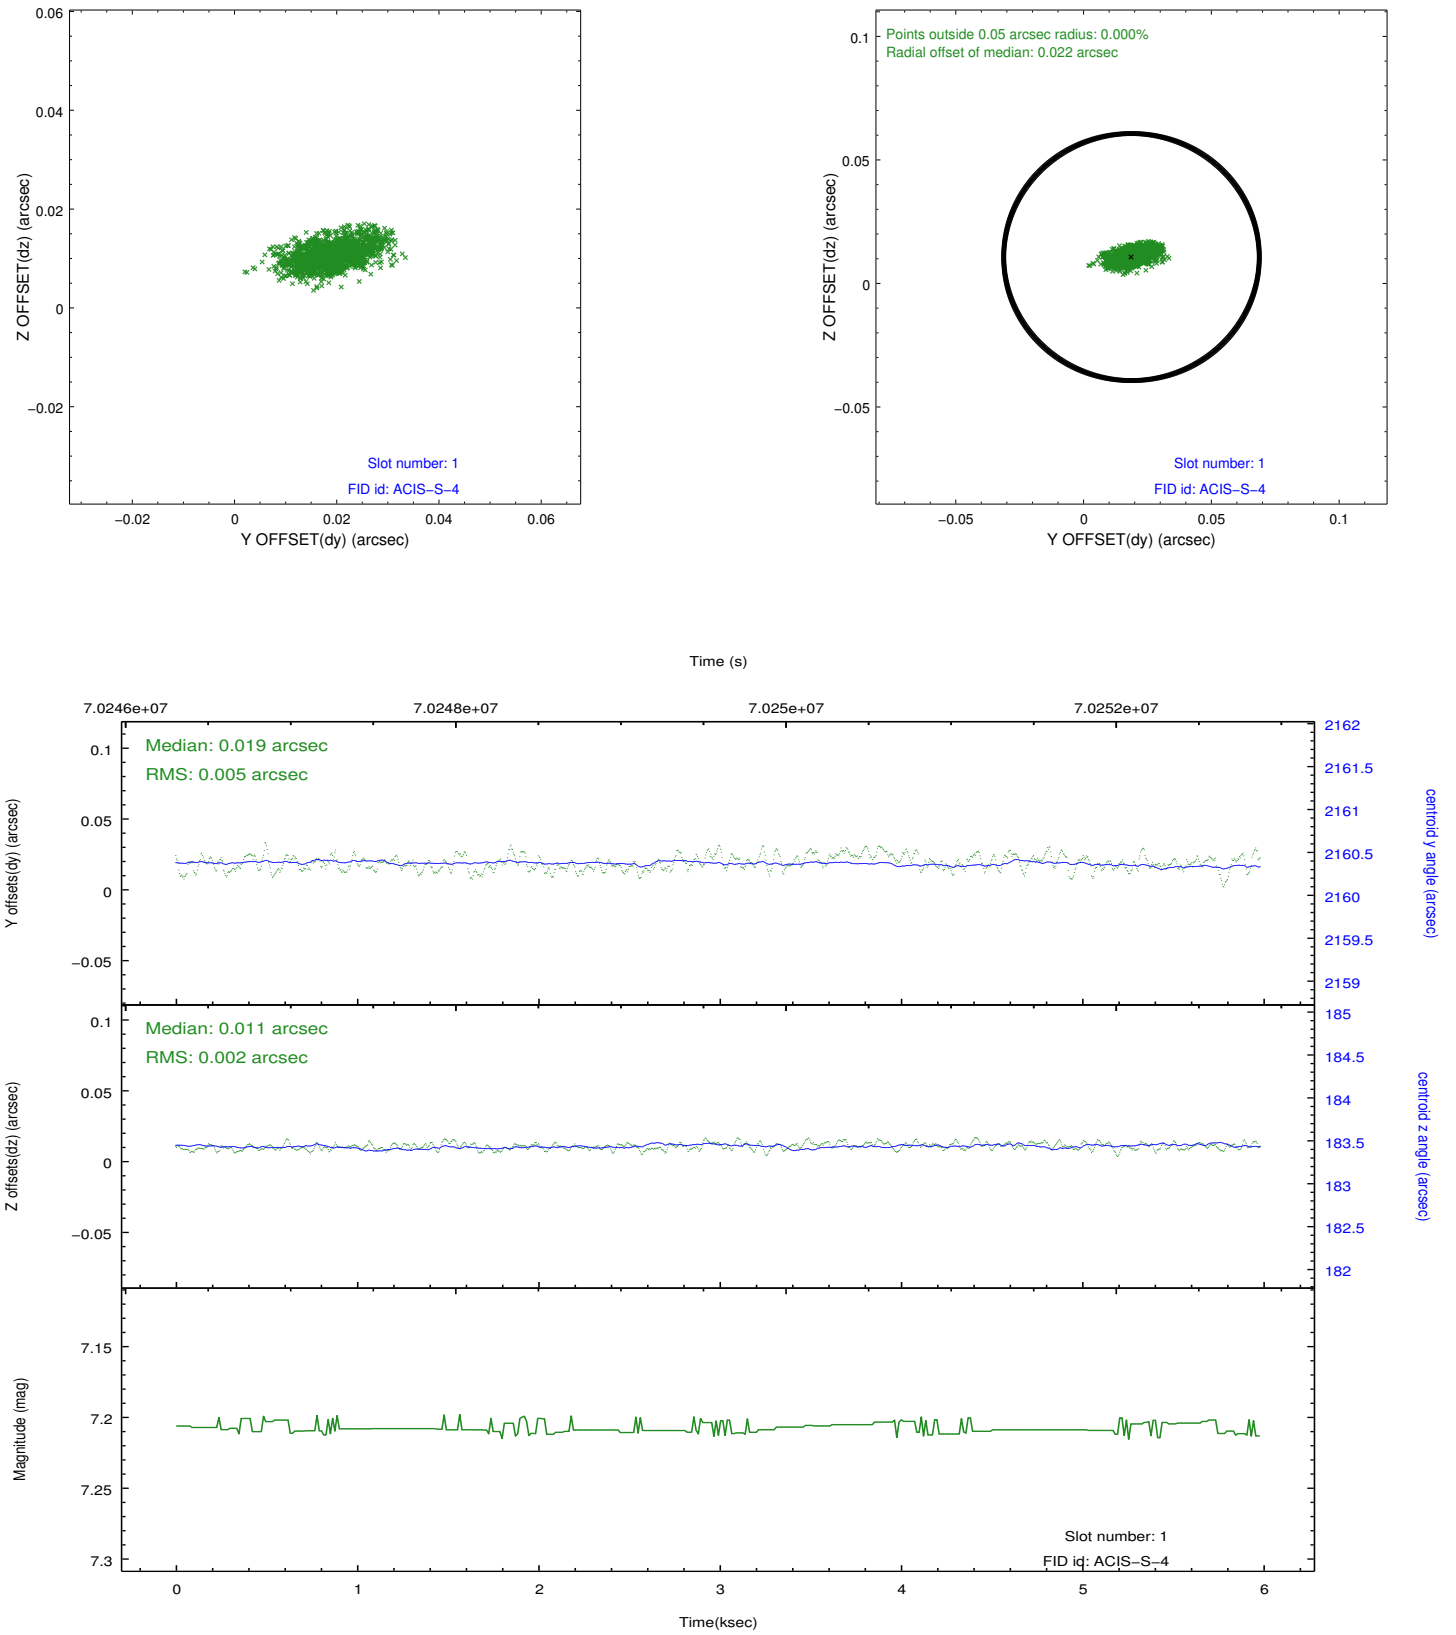 0.06
0.04
0.02
0
−0.02
Z OFFSET(dz) (arcsec)
Slot number: 1
FID id: ACIS−S−4
−0.02 0 0.02 0.04 0.06
Y OFFSET(dy) (arcsec)
Points outside 0.05 arcsec radius: 0.000%
Radial offset of median: 0.022 arcsec
0.1
0.05
0
−0.05
Z OFFSET(dz) (arcsec)
Slot number: 1
FID id: ACIS−S−4
−0.05 0 0.05 0.1
Y OFFSET(dy) (arcsec)
Time (s)
7.0246e+07 7.0248e+07 7.025e+07 7.0252e+07
Median: 0.019 arcsec
RMS: 0.005 arcsec
0.1
0.05
0
−0.05
Y offsets(dy) (arcsec)
2162
2161.5
2161
2160.5
2160
2159.5
2159
centroid y angle (arcsec)
Median: 0.011 arcsec
RMS: 0.002 arcsec
0.1
0.05
0
−0.05
Z offsets(dz) (arcsec)
185
184.5
184
183.5
183
182.5
182
centroid z angle (arcsec)
7.15
7.2
7.25
7.3
Magnitude (mag)
Slot number: 1
FID id: ACIS−S−4
0 1 2 3 4 5 6
Time(ksec)